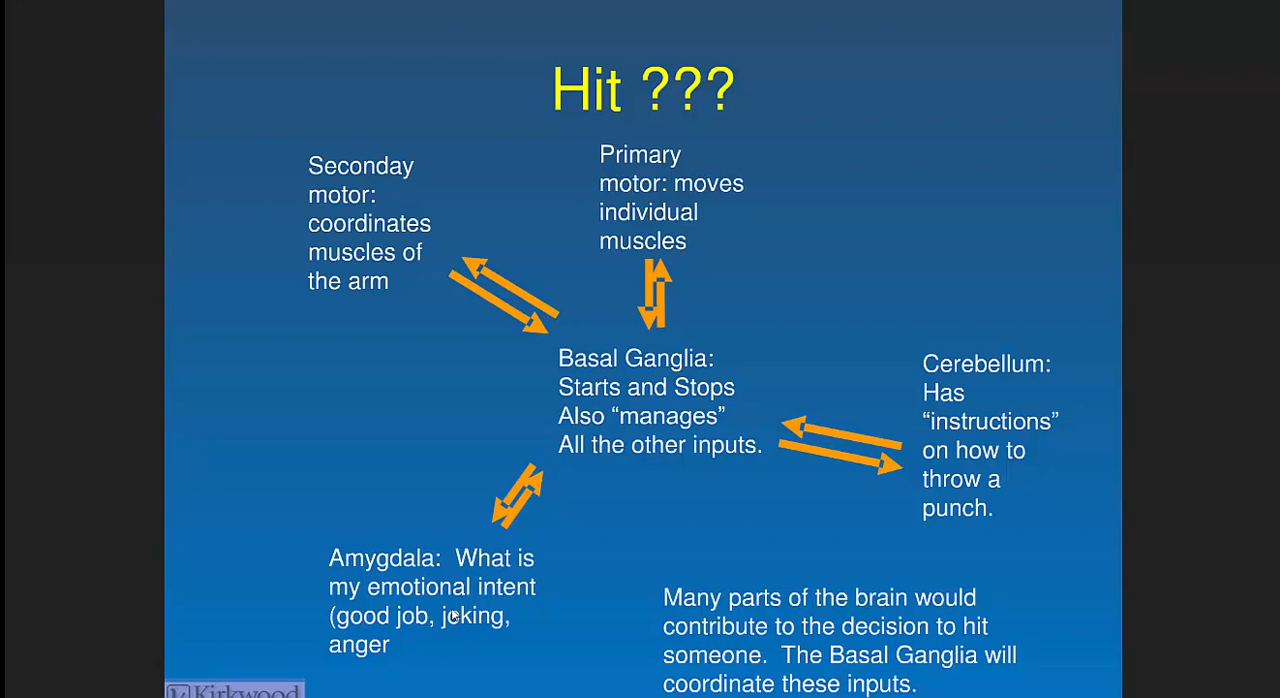 Hit ???
Seconday
motor:
coordinates
muscles of
the arm
Primary
motor: moves
individual
muscles
Basal Ganglia:
Starts and Stops
Also “manages”
All the other inputs.
Cerebellum:
Has
“instructions”
on how to
throw a
punch.
Amygdala:  What is
my emotional intent
(good job, joking,
anger
Many parts of the brain would
contribute to the decision to hit
someone.  The Basal Ganglia will
coordinate these inputs.
Kirkwood